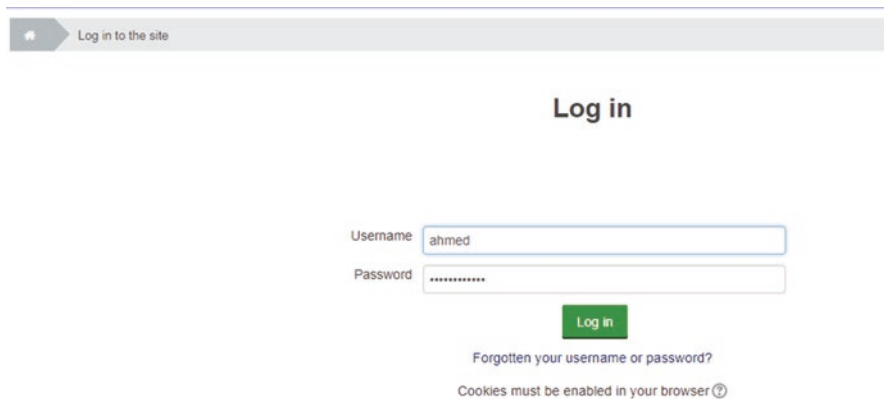 Log in to the site
Log in
Username ahmed
Password ••••••••••••
Log in
Forgotten your username or password?
Cookies must be enabled in your browser